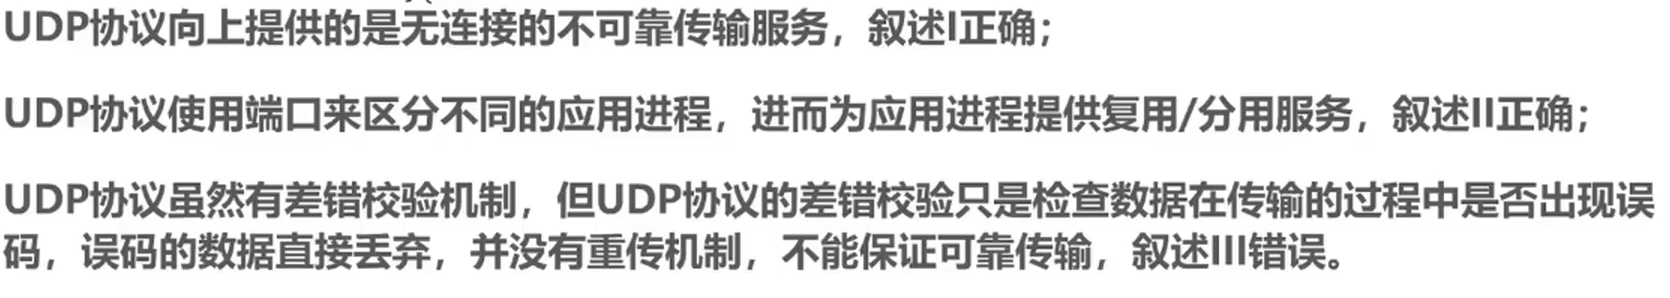 UDP协议向上提供的是无连接的不可靠传输服务，叙述I正确；
UDP协议使用端口来区分不同的应用进程，进而为应用进程提供复用/分用服务，叙述II正确；
UDP协议虽然有差错校验机制，但UDP协议的差错校验只是检查数据在传输的过程中是否出现误
码，误码的数据直接丢弃，并没有重传机制，不能保证可靠传输，叙述III错误。